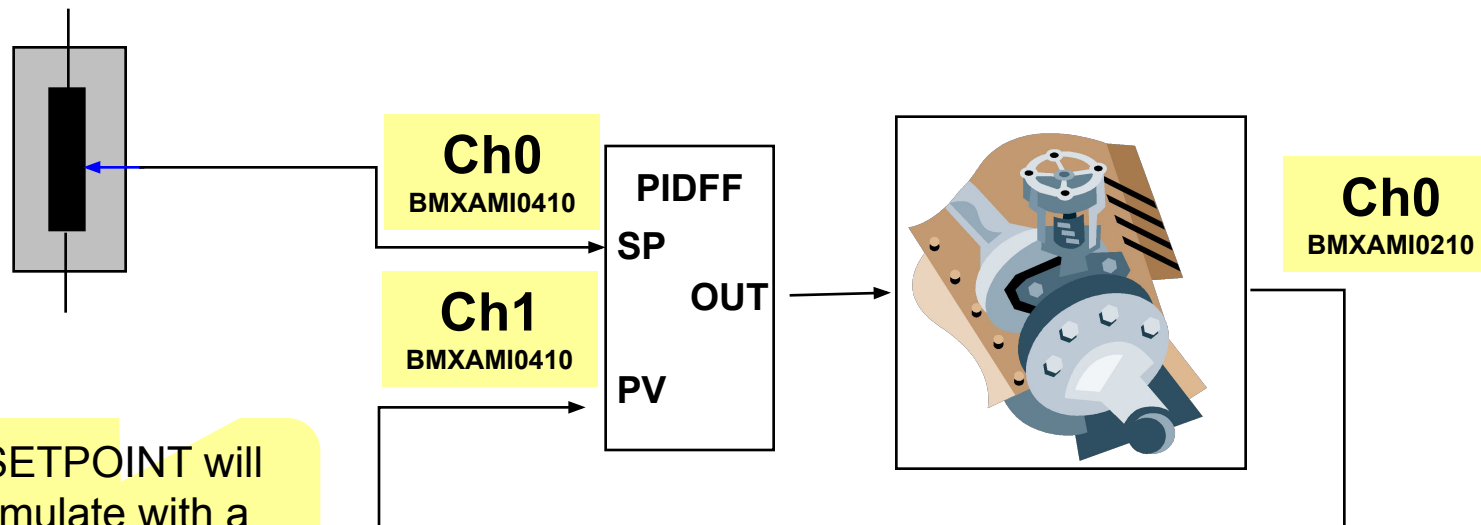 Ch0
BMXAMI0410
PIDFF
SP
Ch1
BMXAMI0410
OUT
PV
Ch0
BMXAMI0210
SETPOINT will
mulate with a